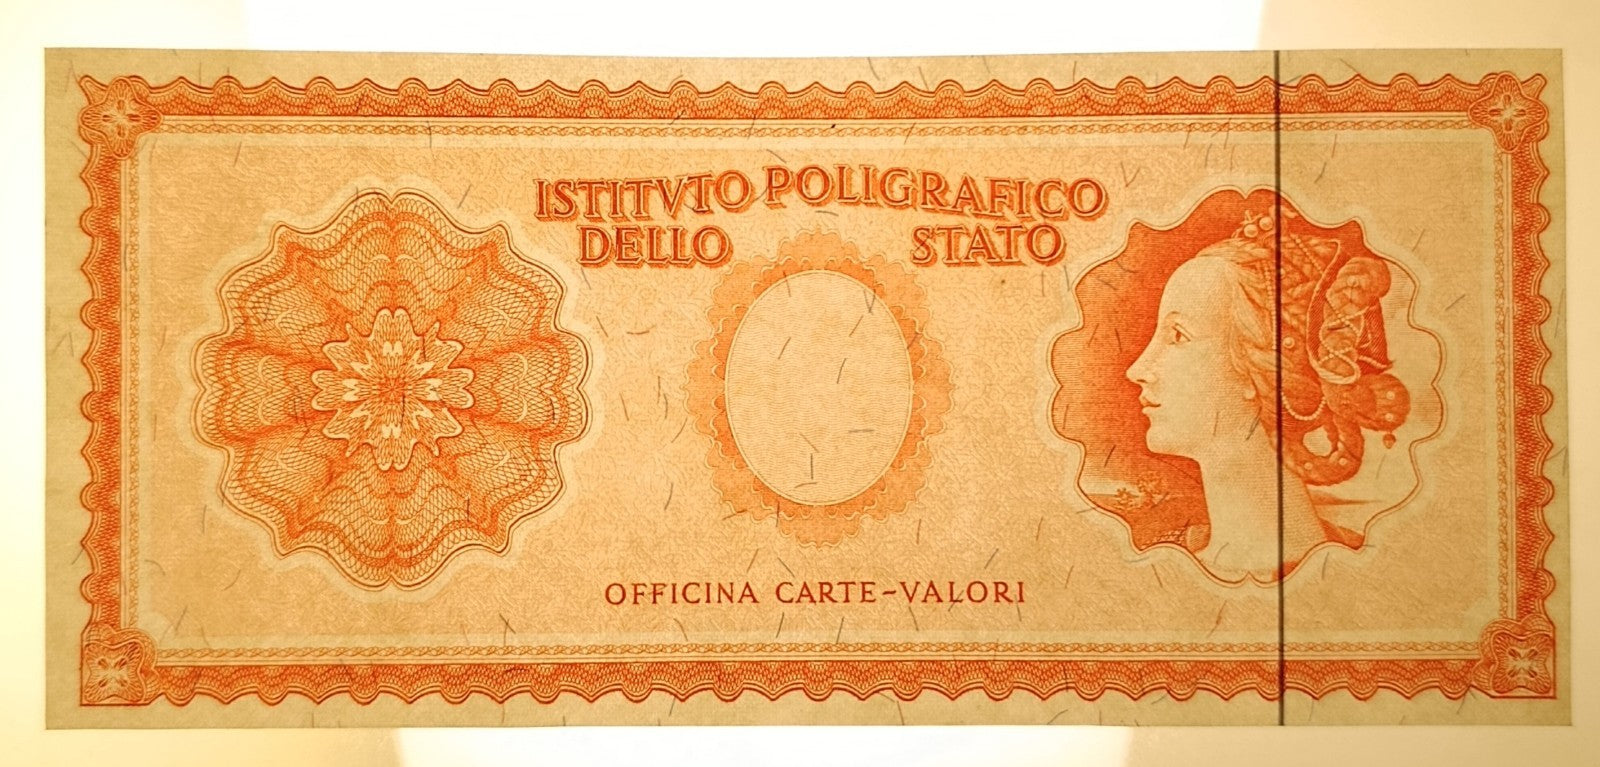 ISTITVTO POLIGRAFICO
DELLO STATO
OFFICINA CARTE-VALORI